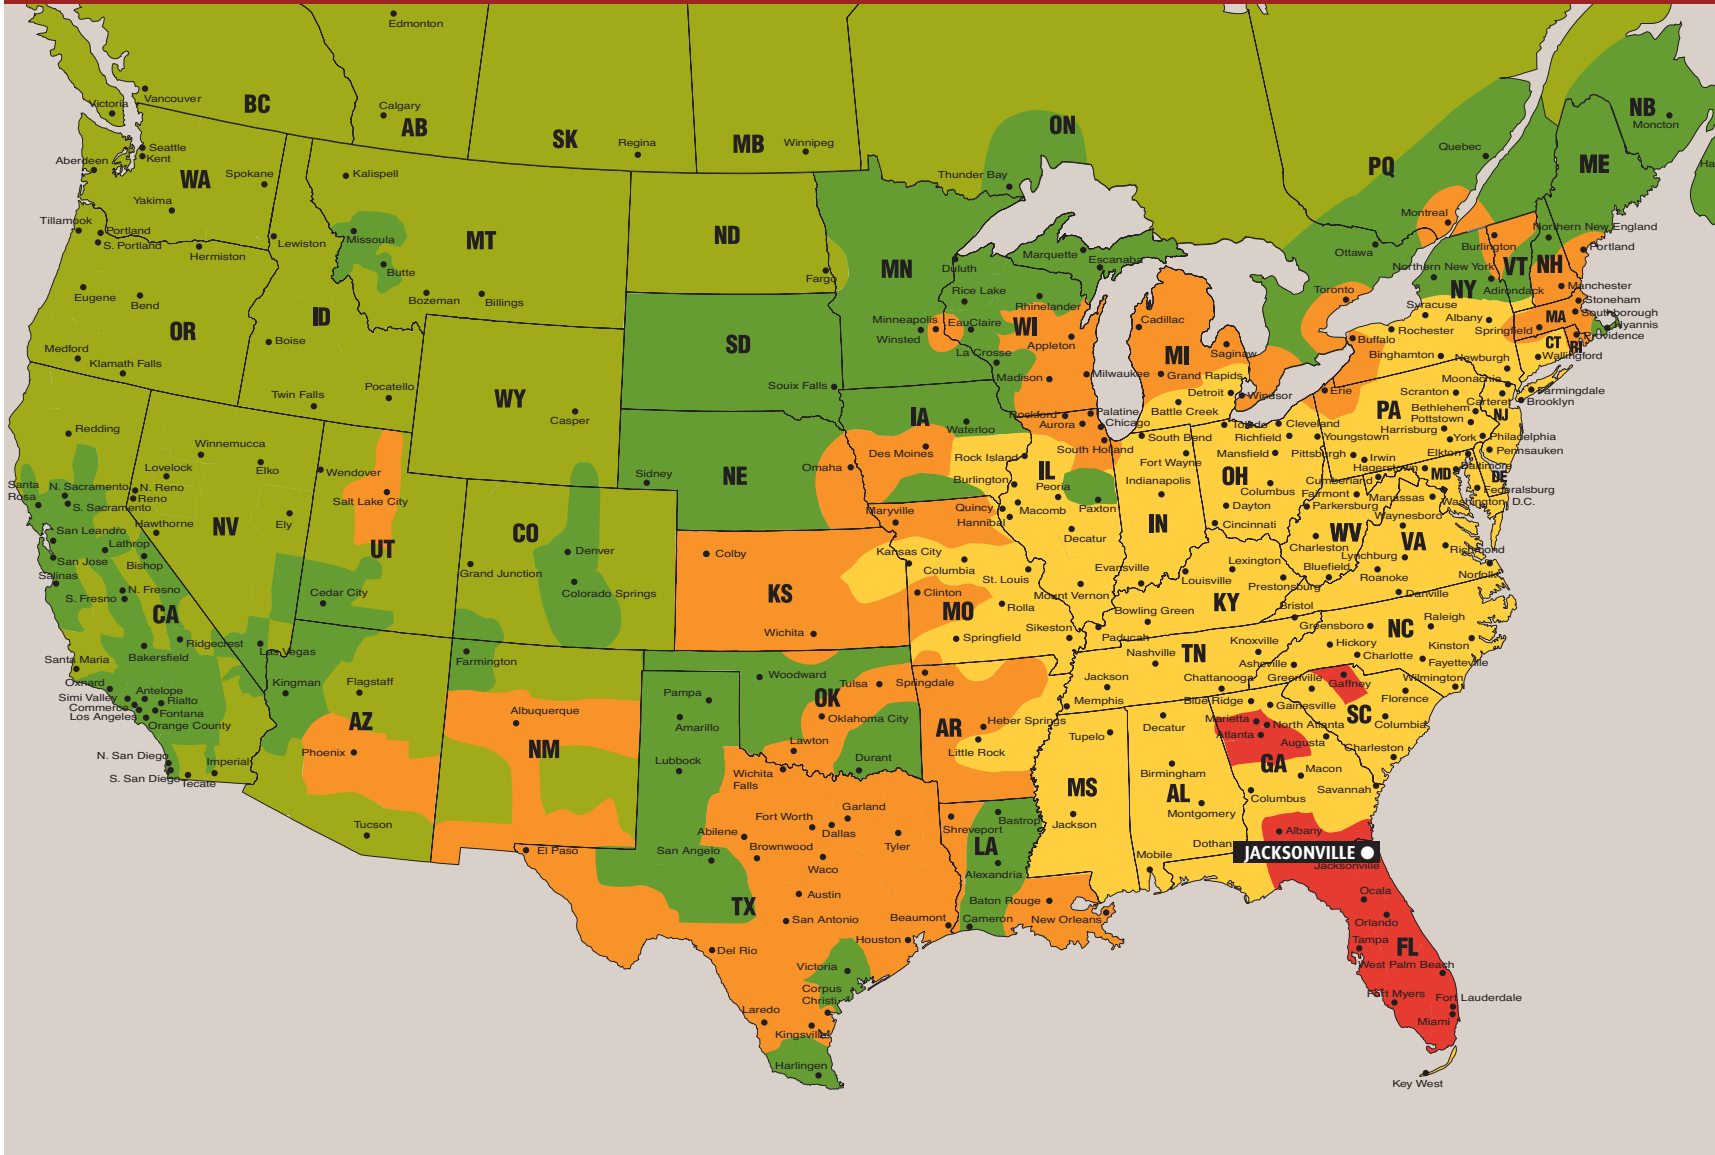 Edmonton
Vancouver
Victoria
BC
Calgary
AB
SK
Regina
MB
Winnipeg
ON
Thunder Bay
PQ
Quebec
NB
Moncton
ME
Ha
Seattle
Kent
Aberdeen
WA
Spokane
Yakima
Kalispell
Tillamook
Portland
S. Portland
Hermiston
Lewiston
Missoula
MT
Butte
Bozeman
Billings
ND
Fargo
MN
Duluth
Marquette
Escanaba
Rice Lake
Rhinelander
Minneapolis
EauClaire
WI
Winsted
Appleton
La Crosse
Madison
Milwaukee
Cadillac
MI
Saginaw
Grand Rapids
Detroit
Windsor
Battle Creek
Montreal
Ottawa
Toronto
Burlington
Northern New England
Portland
Northern New York
VT
NH
NY
Adirondack
Manchester
Syracuse
Stoneham
Albany
MA
Southborough
Hyannis
Rochester
Springfield
Providence
Buffalo
CT
RI
Binghamton
Newburgh
Wallingford
Eugene
Bend
OR
ID
Boise
Medford
Klamath Falls
Twin Falls
Pocatello
WY
Casper
SD
Souix Falls
IA
Waterloo
Rockford
Palatine
Aurora
Chicago
South Holland
South Bend
Toledo
Cleveland
Richfield
Youngstown
Erie
Moonachie
Scranton
Farmingdale
PA
Carteret
Brooklyn
Bethlehem
NJ
Pottstown
Harrisburg
York
Philadelphia
Pennsauken
Mansfield
Pittsburgh
Irwin
Elkton
Hagerstown
MD
Baltimore
DE
Redding
Winnemucca
Lovelock
Elko
Wendover
Santa
Rosa
N. Sacramento
N. Reno
Reno
S. Sacramento
Salt Lake City
Hawthorne
NV
Ely
San Leandro
Lathrop
San Jose
Bishop
Salinas
UT
CO
Denver
Grand Junction
Colorado Springs
Sidney
NE
Omaha
Des Moines
Rock Island
IL
Burlington
Peoria
Maryville
Quincy
Macomb
Paxton
Hannibal
Decatur
Fort Wayne
Indianapolis
IN
OH
Columbus
Dayton
Cincinnati
Cumberland
Fairmont
Manassas
Federalsburg
Washington, D.C.
Parkersburg
Waynesboro
WV
VA
Charleston
Lynchburg
Richmond
Bluefield
Roanoke
Norfolk
Colby
Kansas City
Columbia
St. Louis
KS
Clinton
MO
Rolla
Wichita
Springfield
Mount Vernon
Sikeston
Evansville
Louisville
Lexington
Prestonsburg
Bowling Green
KY
Paducah
Bristol
Danville
N. Fresno
S. Fresno
Cedar City
CA
Ridgecrest
Bakersfield
Las Vegas
Santa Maria
Farmington
Kingman
Flagstaff
Oxnard
Antelope
Simi Valley
Rialto
Commerce
Fontana
Los Angeles
Orange County
AZ
Phoenix
N. San Diego
Imperial
S. San Diego
Tecate
Tucson
Albuquerque
NM
El Paso
Woodward
Pampa
OK
Tulsa
Springdale
Amarillo
Oklahoma City
Lawton
Durant
AR
Heber Springs
Little Rock
Lubbock
Wichita
Falls
Nashville
TN
Knoxville
Asheville
Greensboro
NC
Raleigh
Hickory
Kinston
Charlotte
Fayetteville
Jackson
Chattanooga
Greenville
Gaffney
Wilmington
Memphis
Blue Ridge
Gainesville
Florence
SC
Marietta
North Atlanta
Columbia
Atlanta
Augusta
Charleston
Tupelo
Decatur
GA
Macon
Birmingham
MS
AL
Columbus
Savannah
Montgomery
Jackson
Albany
Dothan
JACKSONVILLE
Jacksonville
Mobile
Garland
Fort Worth
Dallas
Abilene
Brownwood
Tyler
San Angelo
Waco
Shreveport
Bastrop
LA
Alexandria
Austin
TX
San Antonio
Beaumont
Baton Rouge
Cameron
New Orleans
Houston
Del Rio
Victoria
Corpus
Christi
Laredo
Kingsville
Harlingen
Ocala
Orlando
Tampa
FL
West Palm Beach
Fort Myers
Fort Lauderdale
Miami
Key West